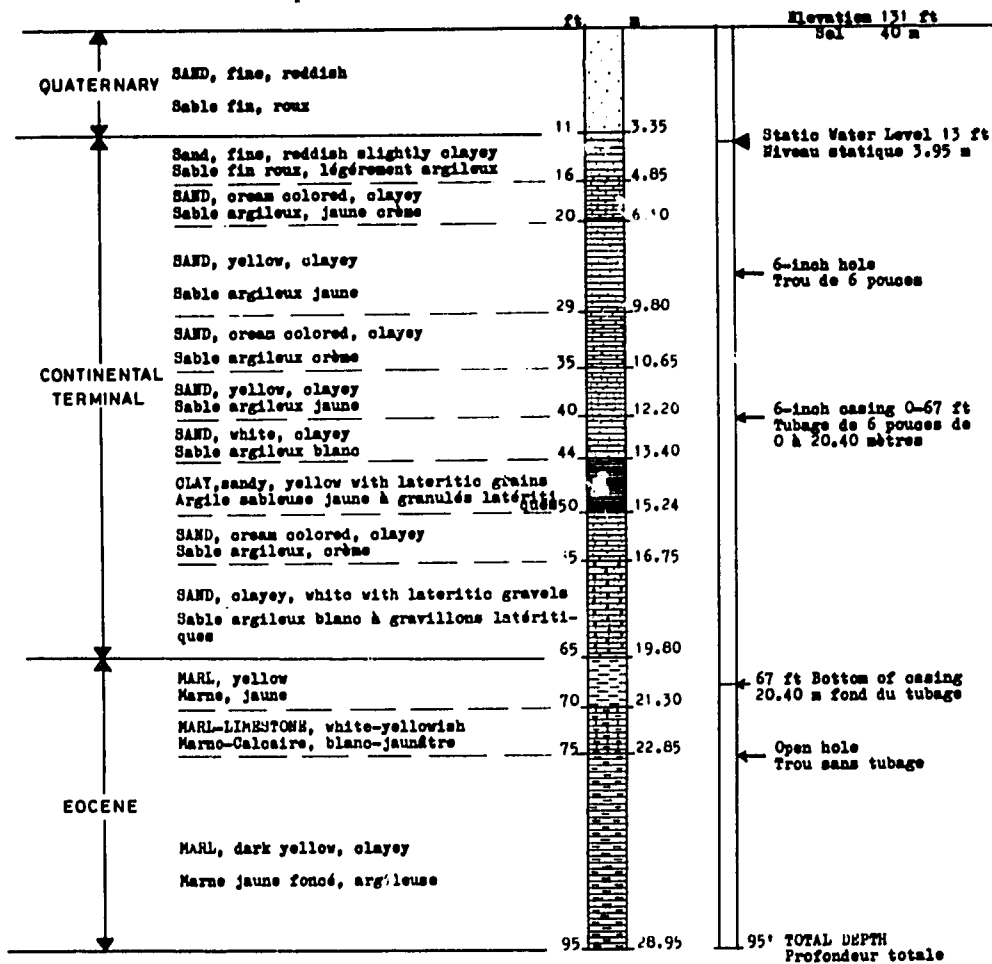 ft m Elevation 131 ft
Sol 40 m
QUATERNARY
SAND, fine, reddish
Sable fin, roux
11 3.35
Static Water Level 13 ft
Niveau statique 3.95 m
CONTINENTAL
TERMINAL
Sand, fine, reddish slightly clayey
Sable fin roux, légérement argileux
16 4.85
SAND, cream colored, clayey
Sable argileux, jaune crème
20
SAND, yellow, clayey
Sable argileux jaune
6-inch hole
Trou de 6 pouces
29 9.80
SAND, cream colored, clayey
Sable argileux crème
35 10.65
SAND, yellow, clayey
Sable argileux jaune
40 12.20
6-inch casing 0-67 ft
Tubage de 6 pouces de
0 à 20.40 mètres
SAND, white, clayey
Sable argileux blanc
44 13.40
CLAY,sandy, yellow with lateritic grains
Argile sableuse jaune à granulés latériti
ques
50 15.24
SAND, cream colored, clayey
Sable argileux, crème
16.75
SAND, clayey, white with lateritic gravels
Sable argileux blanc à gravillons latériti-
ques
65 19.80
EOCENE
MARL, yellow
Marne, jaune
67 ft Bottom of casing
20.40 m fond du tubage
70 21.30
MARL-LIMESTONE, white-yellowish
Marno-Calcaire, blanc-jaunâtre
75 22.85
Open hole
Trou sans tubage
MARL, dark yellow, clayey
Marne jaune foncé, argileuse
95 28.95
95' TOTAL DEPTH
Profondeur totale